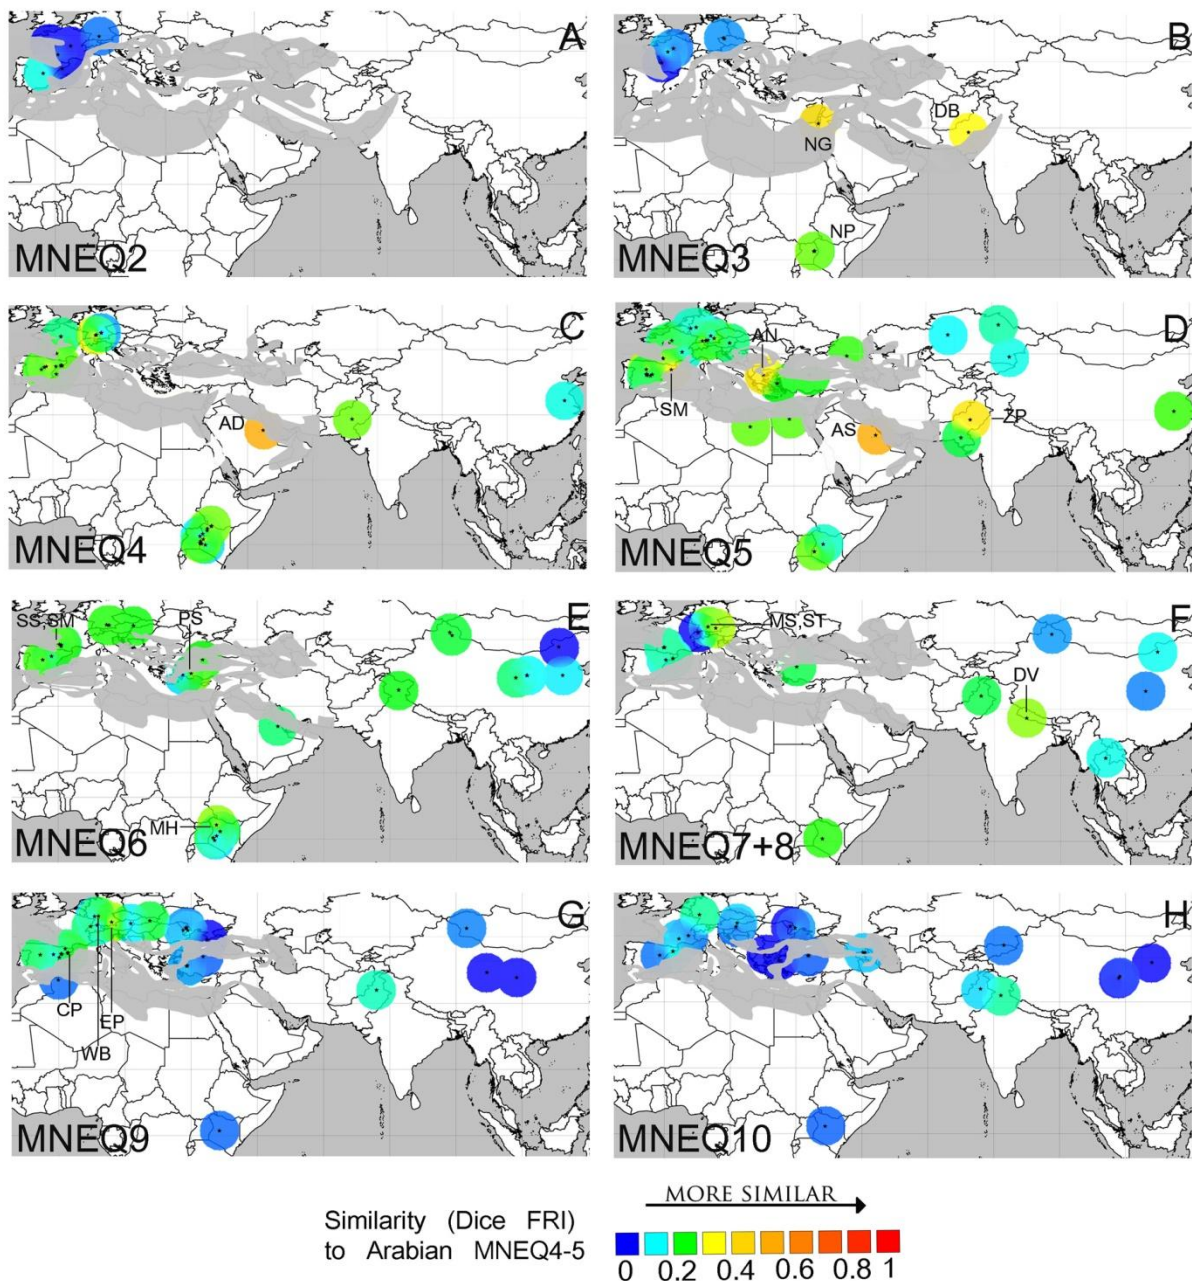 A
MNEQ2
B
DB
NG
NP
MNEQ3
C
AD
MNEQ4
D
AN
SM
ZP
AS
MNEQ5
E
SS,SM
PS
MH
MNEQ6
F
MS,ST
DV
MNEQ7+8
G
CP
EP
WB
MNEQ9
H
MNEQ10
MORE SIMILAR
Similarity (Dice FRI)
to Arabian MNEQ4-5
0 0.2 0.4 0.6 0.8 1